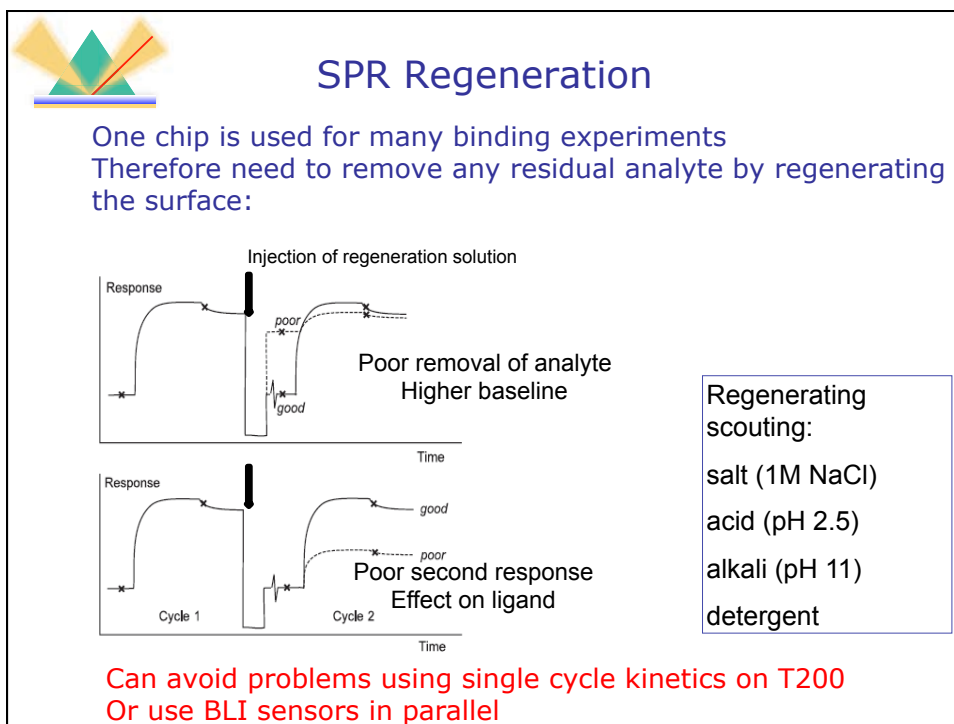 SPR Regeneration
One chip is used for many binding experiments
Therefore need to remove any residual analyte by regenerating
the surface:
Injection of regeneration solution
Response
poor
good
Poor removal of analyte
Higher baseline
Time
Response
good
poor
Poor second response
Effect on ligand
Cycle 1
Cycle 2
Time
Regenerating
scouting:
salt (1M NaCl)
acid (pH 2.5)
alkali (pH 11)
detergent
Can avoid problems using single cycle kinetics on T200
Or use BLI sensors in parallel